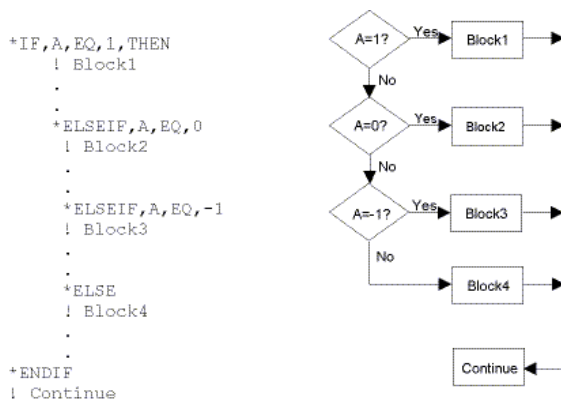 *IF,A,EQ,1,THEN
! Block1
.
.
*ELSEIF,A,EQ,0
! Block2
.
.
*ELSEIF,A,EQ,-1
! Block3
.
.
*ELSE
! Block4
.
.
*ENDIF
! Continue
A=1?
Yes
Block1
No
A=0?
Yes
Block2
No
A=-1?
Yes
Block3
No
Block4
Continue